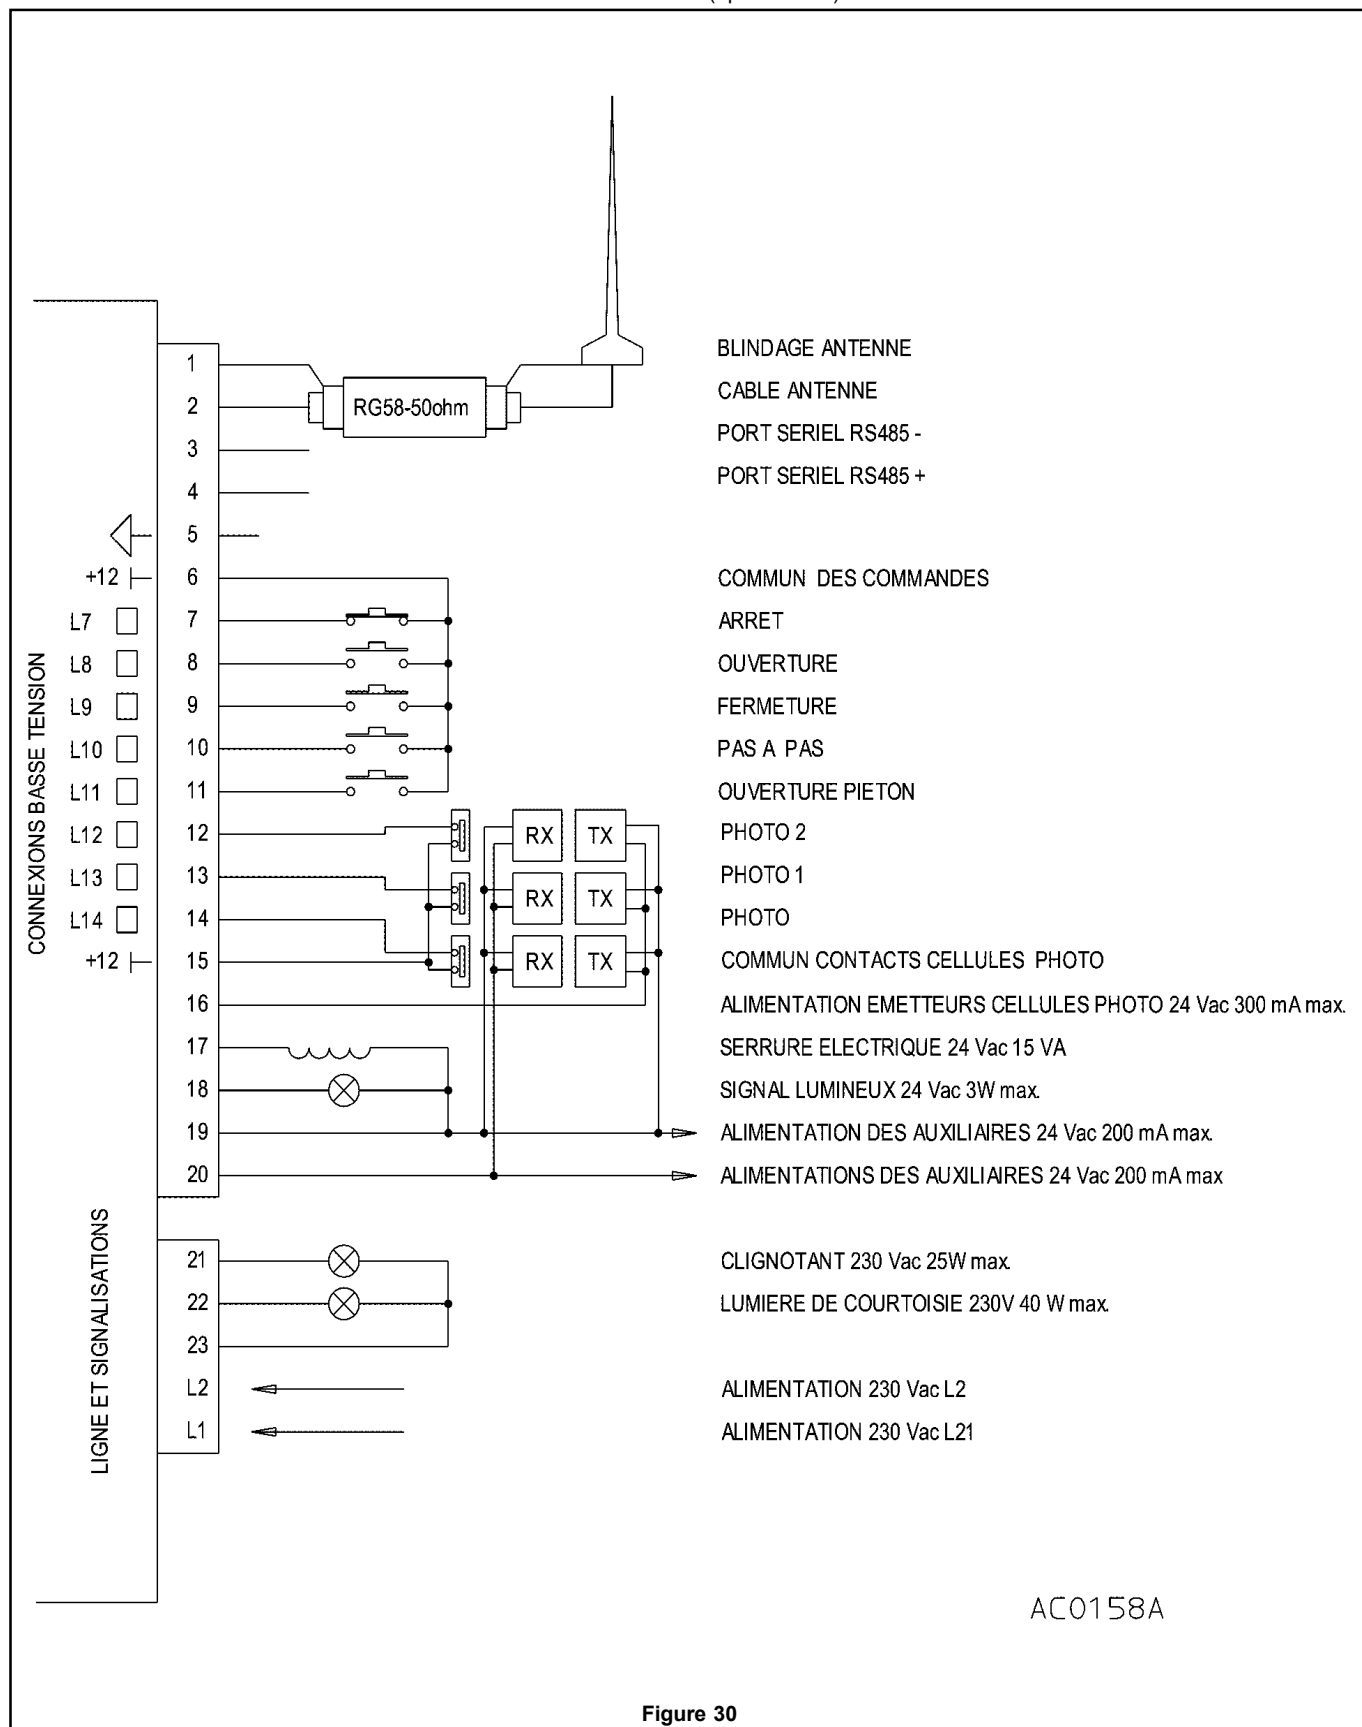 1 BLINDAGE ANTENNE
2 RG58-50ohm CABLE ANTENNE
3 PORT SERIEL RS485 -
4 PORT SERIEL RS485 +
5
+12 6 COMMUN DES COMMANDES
L7 7 ARRET
L8 8 OUVERTURE
L9 9 FERMETURE
L10 10 PAS A PAS
L11 11 OUVERTURE PIETON
L12 12 RX TX PHOTO 2
L13 13 RX TX PHOTO 1
L14 14 PHOTO
+12 15 RX TX COMMUN CONTACTS CELLULES PHOTO
16 ALIMENTATION EMETTEURS CELLULES PHOTO 24 Vac 300 mA max.
17 SERRURE ELECTRIQUE 24 Vac 15 VA
18 SIGNAL LUMINEUX 24 Vac 3W max.
19 ALIMENTATION DES AUXILIAIRES 24 Vac 200 mA max.
20 ALIMENTATIONS DES AUXILIAIRES 24 Vac 200 mA max
CONNEXIONS BASSE TENSION
21 CLIGNOTANT 230 Vac 25W max.
22 LUMIERE DE COURTOISIE 230V 40 W max.
23
L2 ALIMENTATION 230 Vac L2
L1 ALIMENTATION 230 Vac L21
LIGNE ET SIGNALISATIONS
AC0158A
Figure 30